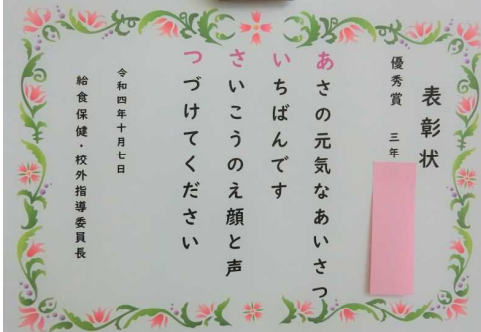 表彰状
優秀賞 三年
あさの元気なあいさつ
いちばんです
さいこうのえ顔と声
つづけてください
令和四年十月七日
給食保健・校外指導委員長